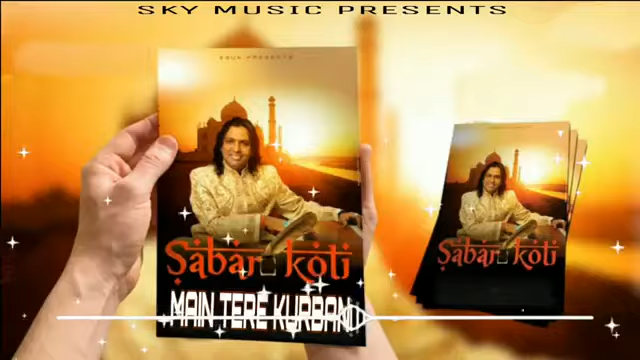 SKY MUSIC PRESENTS
Sabar koti
MAIN TERE KURBAN
Sabar koti